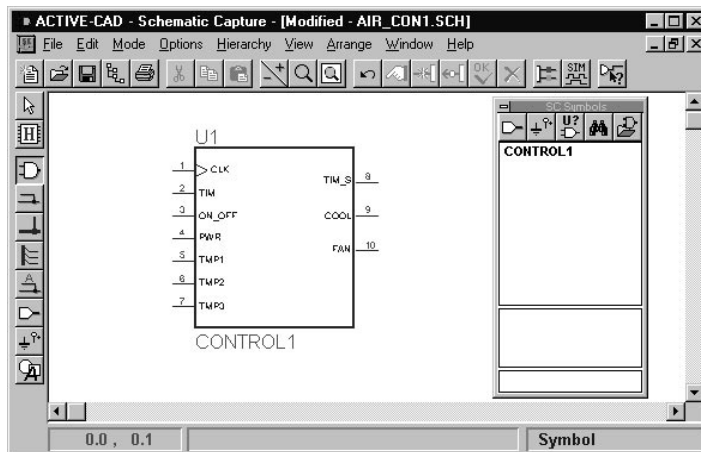 ACTIVE-CAD - Schematic Capture - [Modified - AIR_CON1.SCH]
File Edit Mode Options Hierarchy View Arrange Window Help
OK
SIM
SC Symbols
H
U?
CONTROL1
U1
1 CLK
TIM_S 8
2 TIM
3 ON_OFF
COOL 9
4 PWR
FAN 10
5 TMP1
6 TMP2
7 TMP3
CONTROL1
A
A
0.0 , 0.1
Symbol